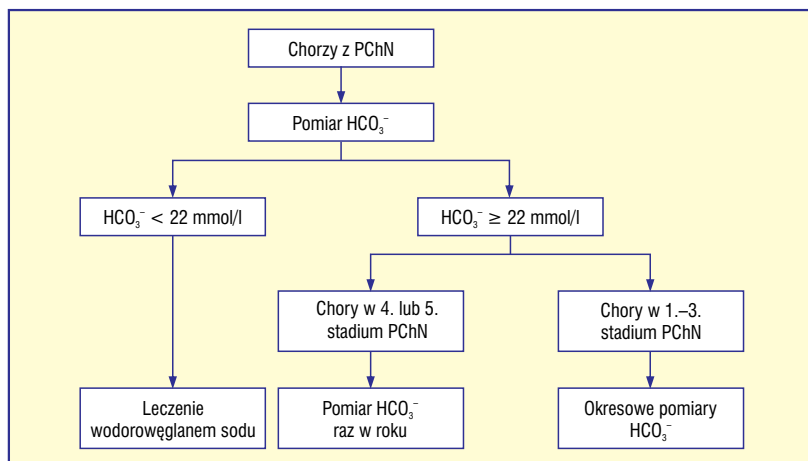 Chorzy z PChN
Pomiar HCO₃⁻
HCO₃⁻ < 22 mmol/l
HCO₃⁻ ≥ 22 mmol/l
Chory w 4. lub 5.
stadium PChN
Chory w 1.–3.
stadium PChN
Leczenie
wodorowęglanem sodu
Pomiar HCO₃⁻
raz w roku
Okresowe pomiary
HCO₃⁻